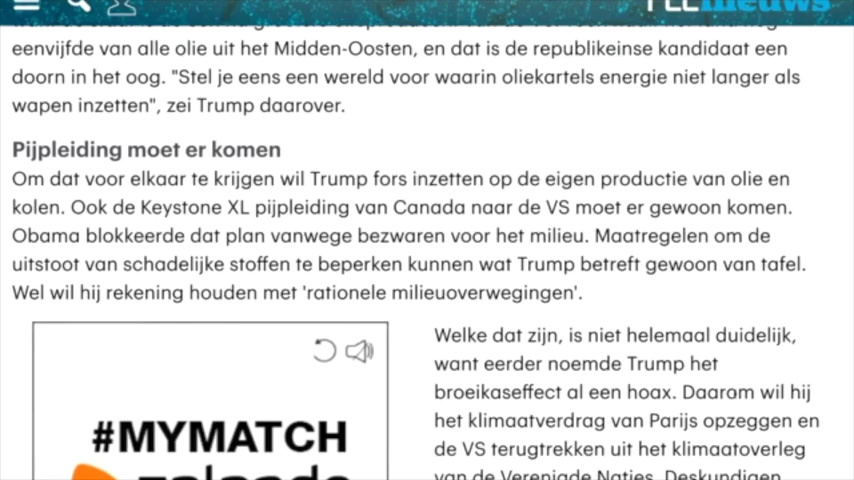 nieuws
eenvijfde van alle olie uit het Midden-Oosten, en dat is de republikeinse kandidaat een
doorn in het oog. "Stel je eens een wereld voor waarin oliekartels energie niet langer als
wapen inzetten", zei Trump daarover.
Pijpleiding moet er komen
Om dat voor elkaar te krijgen wil Trump fors inzetten op de eigen productie van olie en
kolen. Ook de Keystone XL pijpleiding van Canada naar de VS moet er gewoon komen.
Obama blokkeerde dat plan vanwege bezwaren voor het milieu. Maatregelen om de
uitstoot van schadelijke stoffen te beperken kunnen wat Trump betreft gewoon van tafel.
Wel wil hij rekening houden met 'rationele milieuoverwegingen'.
Welke dat zijn, is niet helemaal duidelijk,
want eerder noemde Trump het
broeikaseffect al een hoax. Daarom wil hij
het klimaatverdrag van Parijs opzeggen en
de VS terugtrekken uit het klimaatoverleg
van de Verenigde Naties. Deskundigen
#MYMATCH
zalando